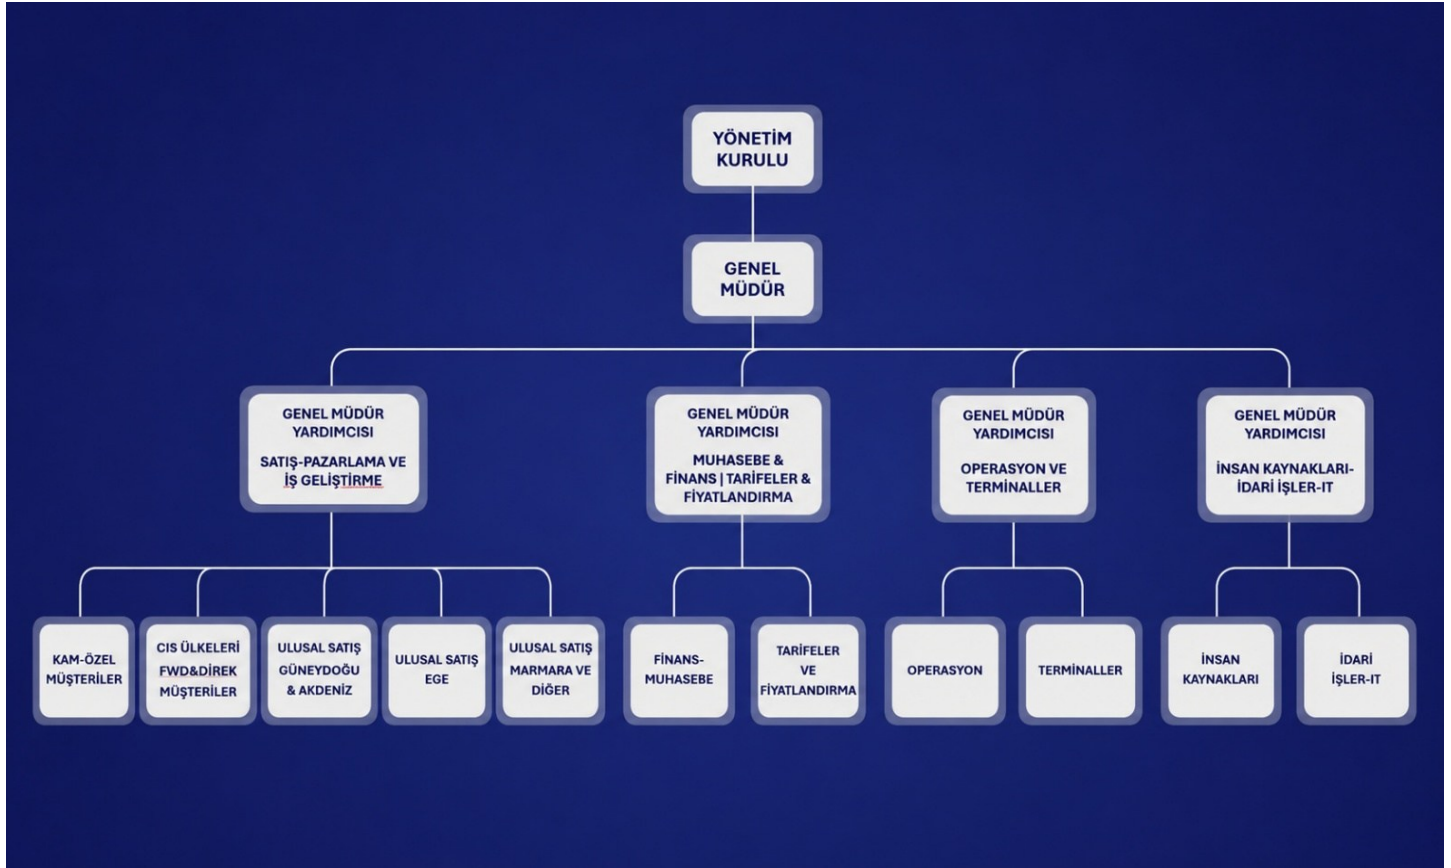 YÖNETİM
KURULU
GENEL
MÜDÜR
GENEL MÜDÜR
YARDIMCISI
SATIŞ-PAZARLAMA VE
İŞ GELİŞTİRME
GENEL MÜDÜR
YARDIMCISI
MUHASEBE &
FİNANS | TARİFELER &
FİYATLANDIRMA
GENEL MÜDÜR
YARDIMCISI
OPERASYON VE
TERMİNALLER
GENEL MÜDÜR
YARDIMCISI
İNSAN KAYNAKLARI-
İDARİ İŞLER-IT
KAM-ÖZEL
MÜŞTERİLER
CIS ÜLKELERİ
FWD&DİREK
MÜŞTERİLER
ULUSAL SATIŞ
GÜNEYDOĞU
& AKDENİZ
ULUSAL SATIŞ
EGE
ULUSAL SATIŞ
MARMARA VE
DİĞER
FİNANS-
MUHASEBE
TARİFELER
VE
FİYATLANDIRMA
OPERASYON
TERMİNALLER
İNSAN
KAYNAKLARI
İDARİ
İŞLER-IT